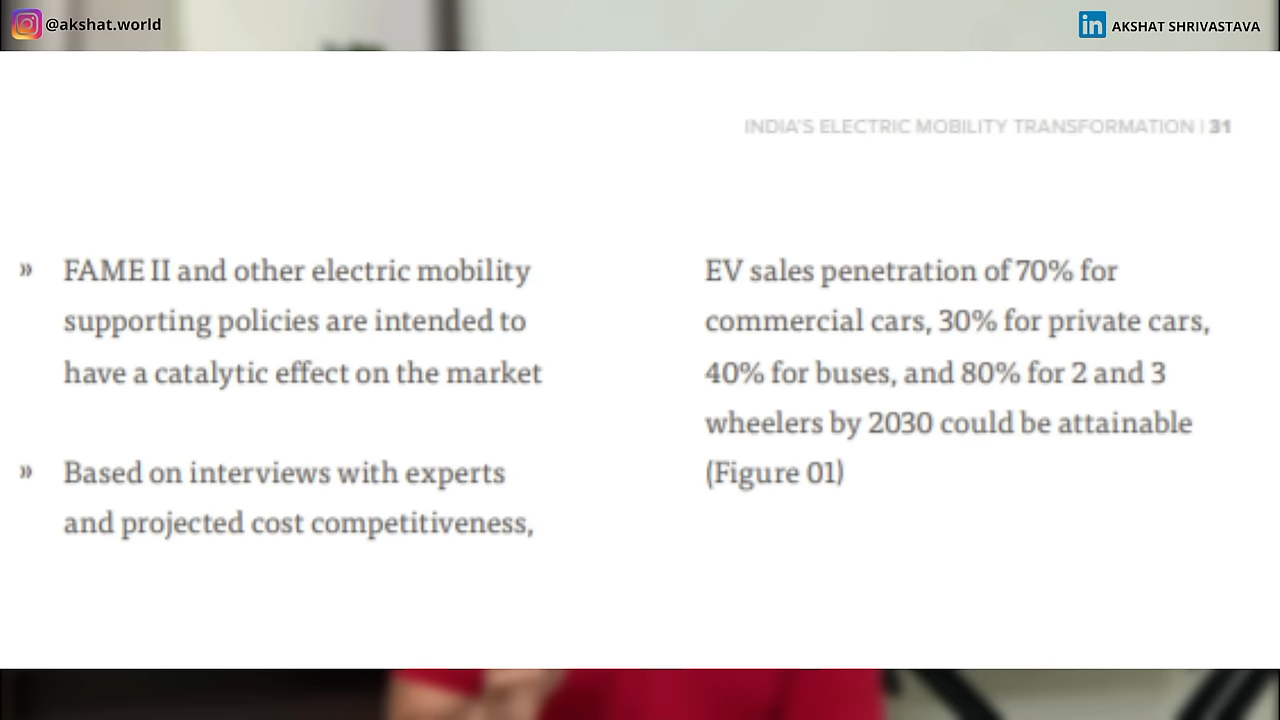 @akshat.world
AKSHAT SHRIVASTAVA
INDIA'S ELECTRIC MOBILITY TRANSFORMATION | 31
» FAME II and other electric mobility
supporting policies are intended to
have a catalytic effect on the market
» Based on interviews with experts
and projected cost competitiveness,
EV sales penetration of 70% for
commercial cars, 30% for private cars,
40% for buses, and 80% for 2 and 3
wheelers by 2030 could be attainable
(Figure 01)